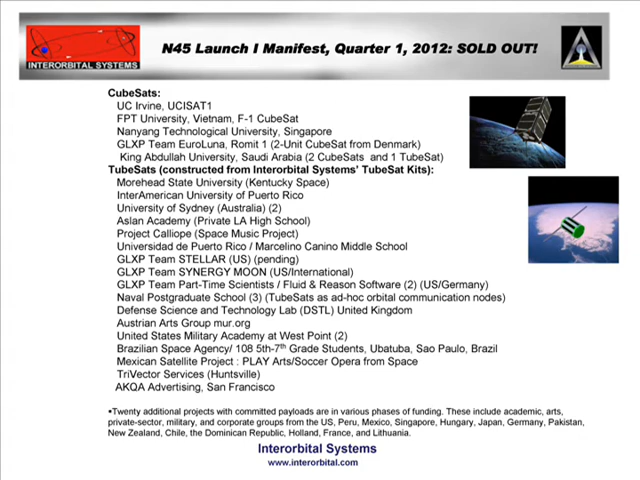 INTERORBITAL SYSTEMS
N45 Launch I Manifest, Quarter 1, 2012: SOLD OUT!
CubeSats:
UC Irvine, UCISAT1
FPT University, Vietnam, F-1 CubeSat
Nanyang Technological University, Singapore
GLXP Team EuroLuna, Romit 1 (2-Unit CubeSat from Denmark)
King Abdullah University, Saudi Arabia (2 CubeSats and 1 TubeSat)
TubeSats (constructed from Interorbital Systems' TubeSat Kits):
Morehead State University (Kentucky Space)
InterAmerican University of Puerto Rico
University of Sydney (Australia) (2)
Aslan Academy (Private LA High School)
Project Calliope (Space Music Project)
Universidad de Puerto Rico / Marcelino Canino Middle School
GLXP Team STELLAR (US) (pending)
GLXP Team SYNERGY MOON (US/International)
GLXP Team Part-Time Scientists / Fluid & Reason Software (2) (US/Germany)
Naval Postgraduate School (3) (TubeSats as ad-hoc orbital communication nodes)
Defense Science and Technology Lab (DSTL) United Kingdom
Austrian Arts Group mur.org
United States Military Academy at West Point (2)
Brazilian Space Agency/ 108 5th-7th Grade Students, Ubatuba, Sao Paulo, Brazil
Mexican Satellite Project : PLAY Arts/Soccer Opera from Space
TriVector Services (Huntsville)
AKQA Advertising, San Francisco
•Twenty additional projects with committed payloads are in various phases of funding. These include academic, arts,
private-sector, military, and corporate groups from the US, Peru, Mexico, Singapore, Hungary, Japan, Germany, Pakistan,
New Zealand, Chile, the Dominican Republic, Holland, France, and Lithuania.
Interorbital Systems
www.interorbital.com